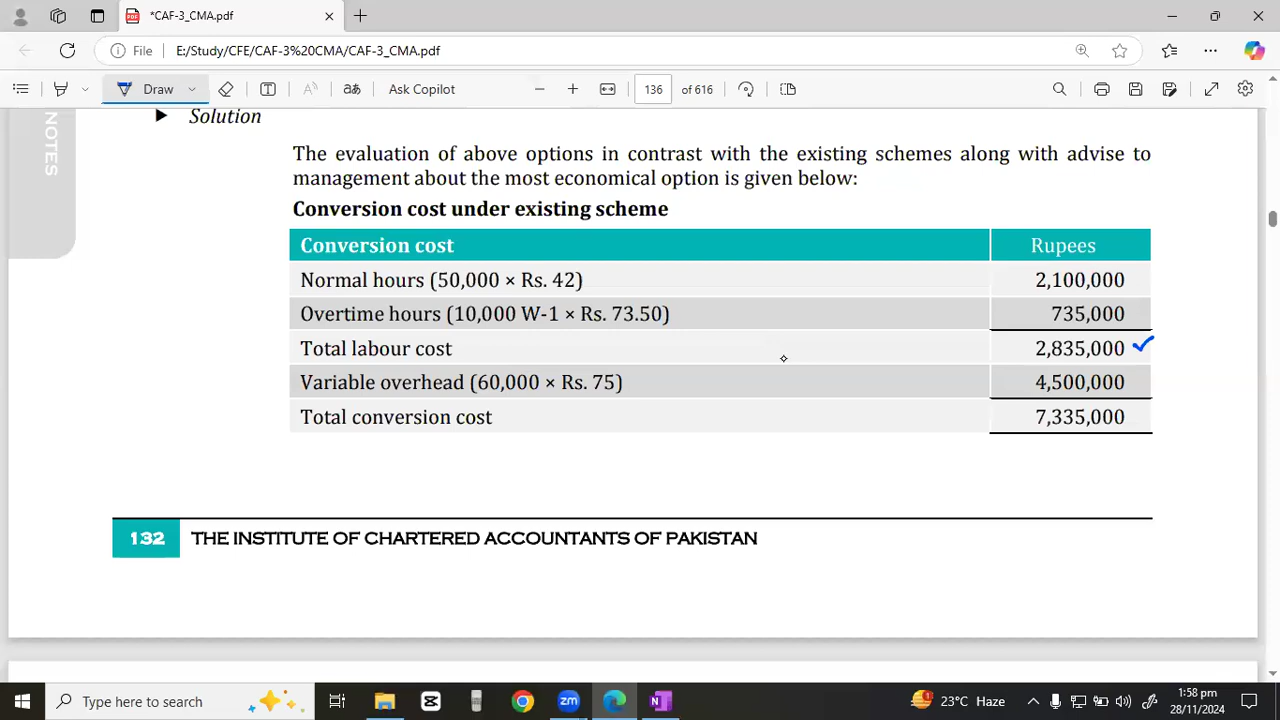 *CAF-3_CMA.pdf
File E:/Study/CFE/CAF-3%20CMA/CAF-3_CMA.pdf
Draw Ask Copilot 136 of 616
NOTES
Solution
The evaluation of above options in contrast with the existing schemes along with advise to
management about the most economical option is given below:
Conversion cost under existing scheme
Conversion cost Rupees
Normal hours (50,000 × Rs. 42) 2,100,000
Overtime hours (10,000 W-1 × Rs. 73.50) 735,000
Total labour cost 2,835,000
Variable overhead (60,000 × Rs. 75) 4,500,000
Total conversion cost 7,335,000
132 THE INSTITUTE OF CHARTERED ACCOUNTANTS OF PAKISTAN
Type here to search zm 1 23°C Haze 1:58 pm
28/11/2024